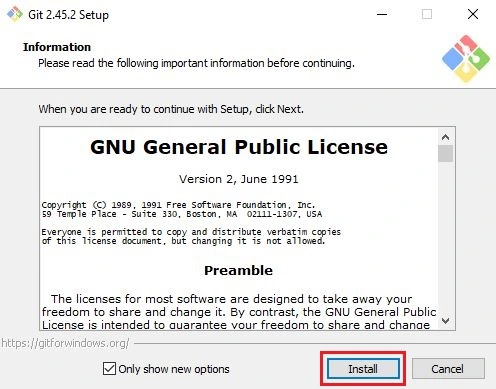 Git 2.45.2 Setup
Information
Please read the following important information before continuing.
When you are ready to continue with Setup, click Next.
GNU General Public License
Version 2, June 1991
Copyright (C) 1989, 1991 Free Software Foundation, Inc.
59 Temple Place - Suite 330, Boston, MA  02111-1307, USA
Everyone is permitted to copy and distribute verbatim copies
of this license document, but changing it is not allowed.
Preamble
The licenses for most software are designed to take away your
freedom to share and change it. By contrast, the GNU General Public
License is intended to guarantee your freedom to share and change
https://gitforwindows.org/
Only show new options
Install
Cancel